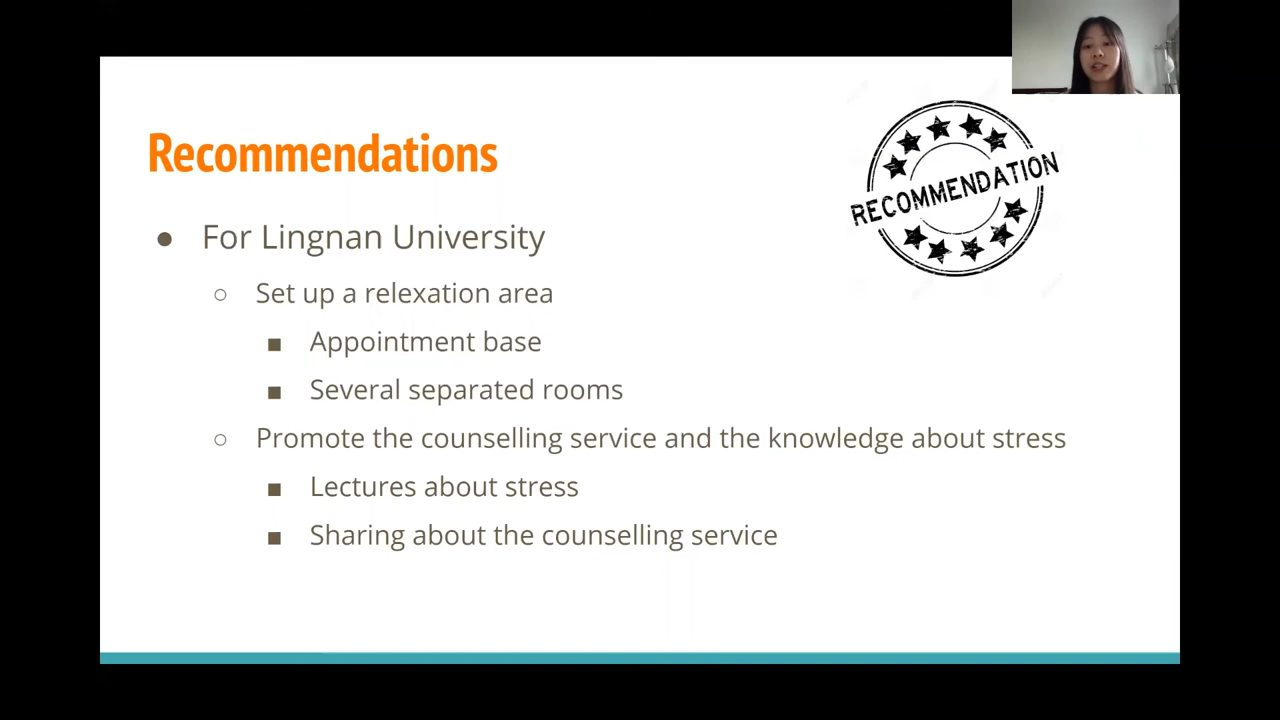 Recommendations
RECOMMENDATION
● For Lingnan University
○ Set up a relexation area
■ Appointment base
■ Several separated rooms
○ Promote the counselling service and the knowledge about stress
■ Lectures about stress
■ Sharing about the counselling service